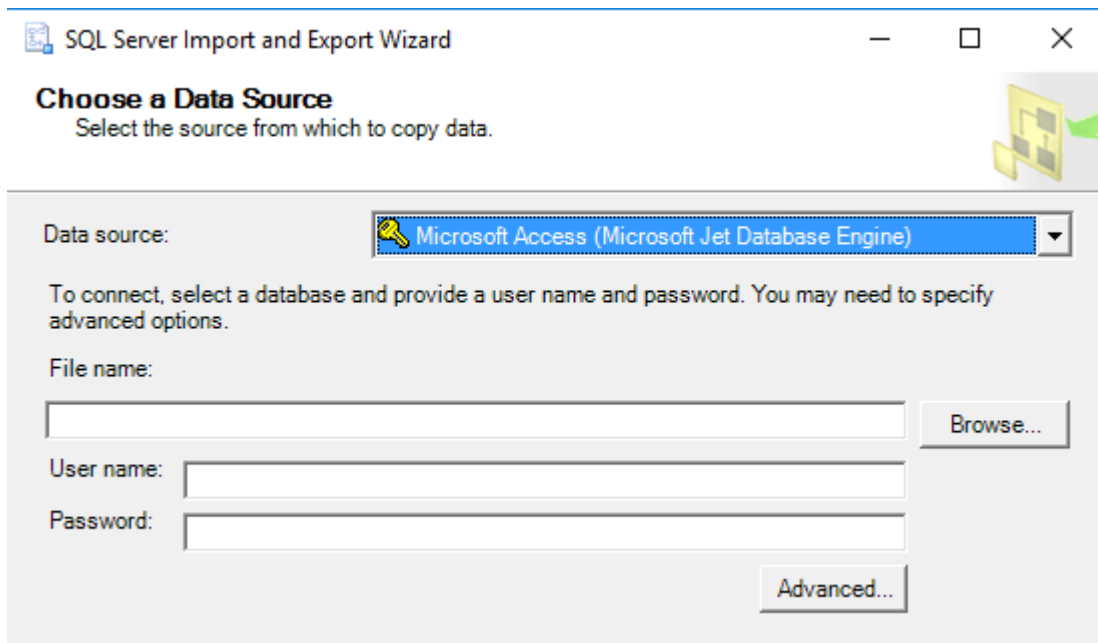 SQL Server Import and Export Wizard
Choose a Data Source
Select the source from which to copy data.
Data source: Microsoft Access (Microsoft Jet Database Engine)
To connect, select a database and provide a user name and password. You may need to specify
advanced options.
File name:
Browse...
User name:
Password:
Advanced...